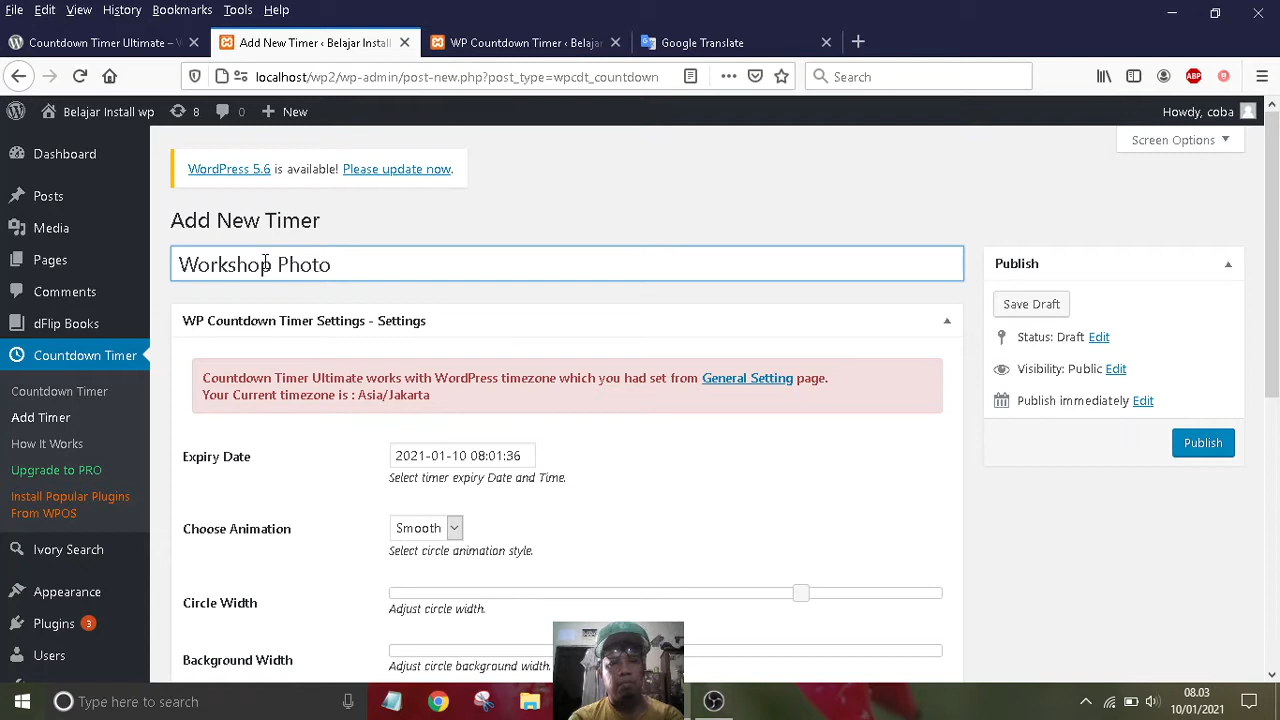 File Edit View History Bookmarks Tools Help
Countdown Timer Ultimate –
Add New Timer ‹ Belajar Install
WP Countdown Timer ‹ Belajar
Google Translate
localhost/wp2/wp-admin/post-new.php?post_type=wpcdt_countdown
Search
ABP
Belajar Install wp
8
0
New
Howdy, coba
Screen Options
Dashboard
Posts
Media
Pages
Comments
dFlip Books
Countdown Timer
Countdown Timer
Add Timer
How It Works
Upgrade to PRO
Install Popular Plugins
From WPOS
Ivory Search
Appearance
Plugins 3
Users
WordPress 5.6 is available! Please update now.
Add New Timer
Workshop Photo
WP Countdown Timer Settings - Settings
Countdown Timer Ultimate works with WordPress timezone which you had set from General Setting page.
Your Current timezone is : Asia/Jakarta
Expiry Date
2021-01-10 08:01:36
Select timer expiry Date and Time.
Choose Animation
Smooth
Select circle animation style.
Circle Width
Adjust circle width.
Background Width
Adjust circle background width.
Publish
Save Draft
Status: Draft Edit
Visibility: Public Edit
Publish immediately Edit
Publish
Type here to search
08.03
10/01/2021